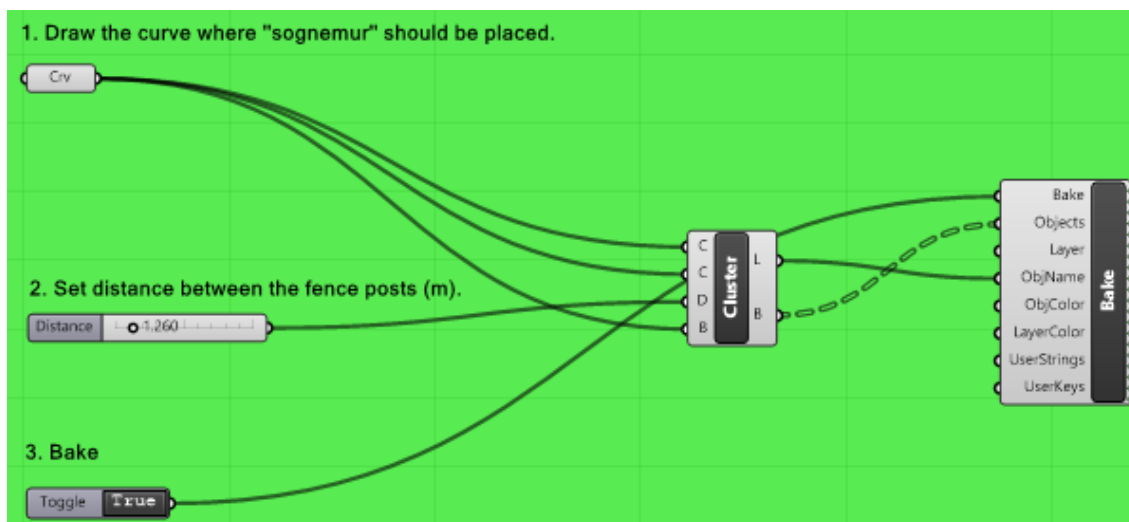 1. Draw the curve where "sognemur" should be placed.
Crv
2. Set distance between the fence posts (m).
Distance 1.260
3. Bake
Toggle True
C
C
D
B
Cluster
L
B
Bake
Objects
Layer
ObjName
ObjColor
LayerColor
UserStrings
UserKeys
Bake